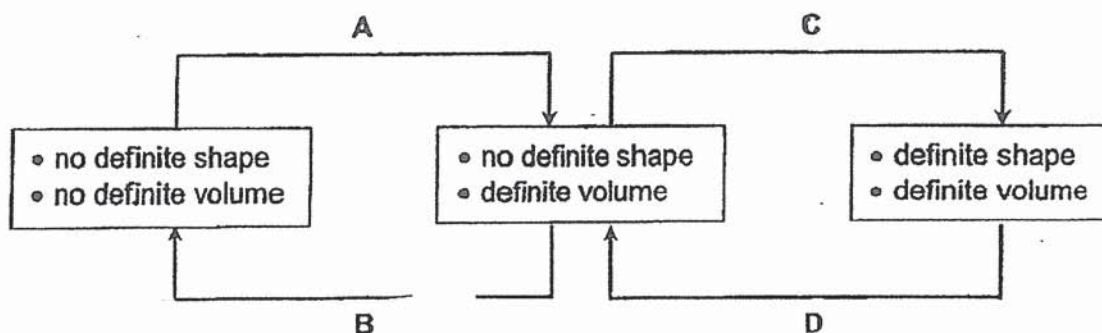 A
C
• no definite shape
• no definite volume
• no definite shape
• definite volume
• definite shape
• definite volume
B
D